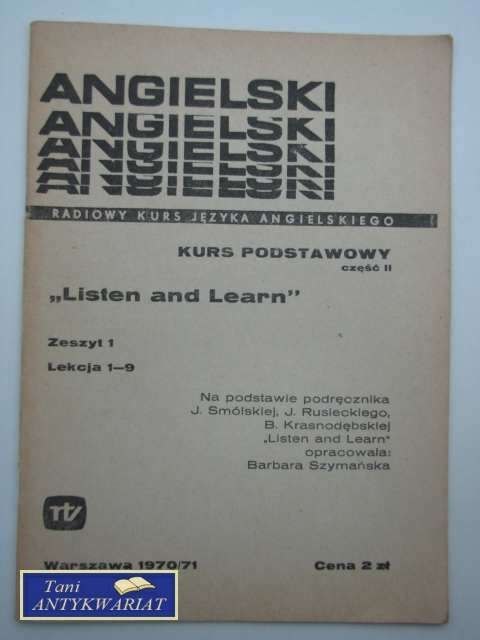 ANGIELSKI
ANGIELSKI
ANGIELSKI
ANGIELSKI
ANGIELSKI
RADIOWY KURS JĘZYKA ANGIELSKIEGO
KURS PODSTAWOWY
część II
„Listen and Learn”
Zeszyt 1
Lekcja 1—9
Na podstawie podręcznika
J. Smólskiej, J. Rusieckiego,
B. Krasnodębskiej
„Listen and Learn"
opracowała:
Barbara Szymańska
rtv
Warszawa 1970/71 Cena 2 zł
Tani
ANTYKWARIAT